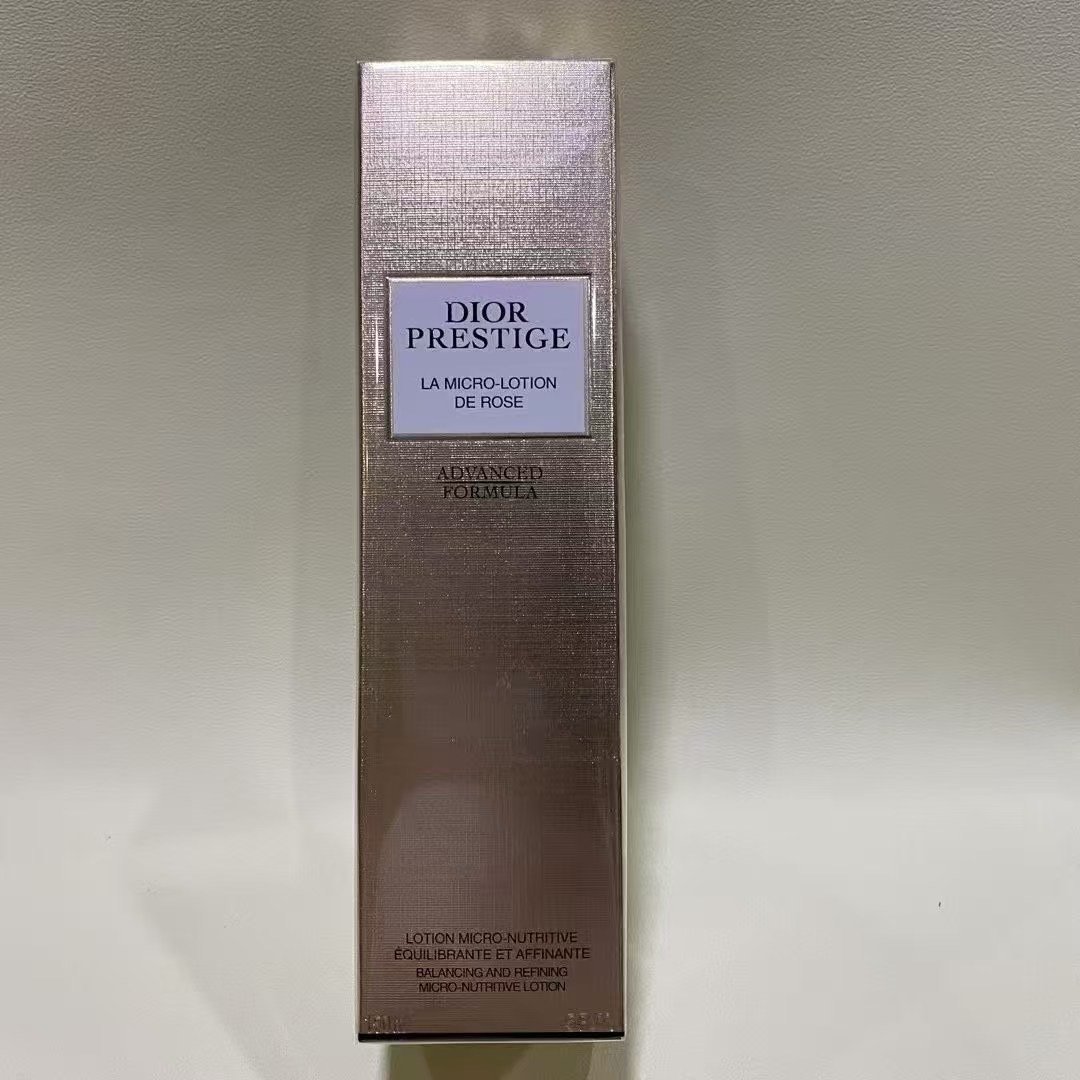 DIOR
PRESTIGE
LA MICRO-LOTION
DE ROSE
ADVANCED
FORMULA
LOTION MICRO-NUTRITIVE
ÉQUILIBRANTE ET AFFINANTE
BALANCING AND REFINING
MICRO-NUTRITIVE LOTION